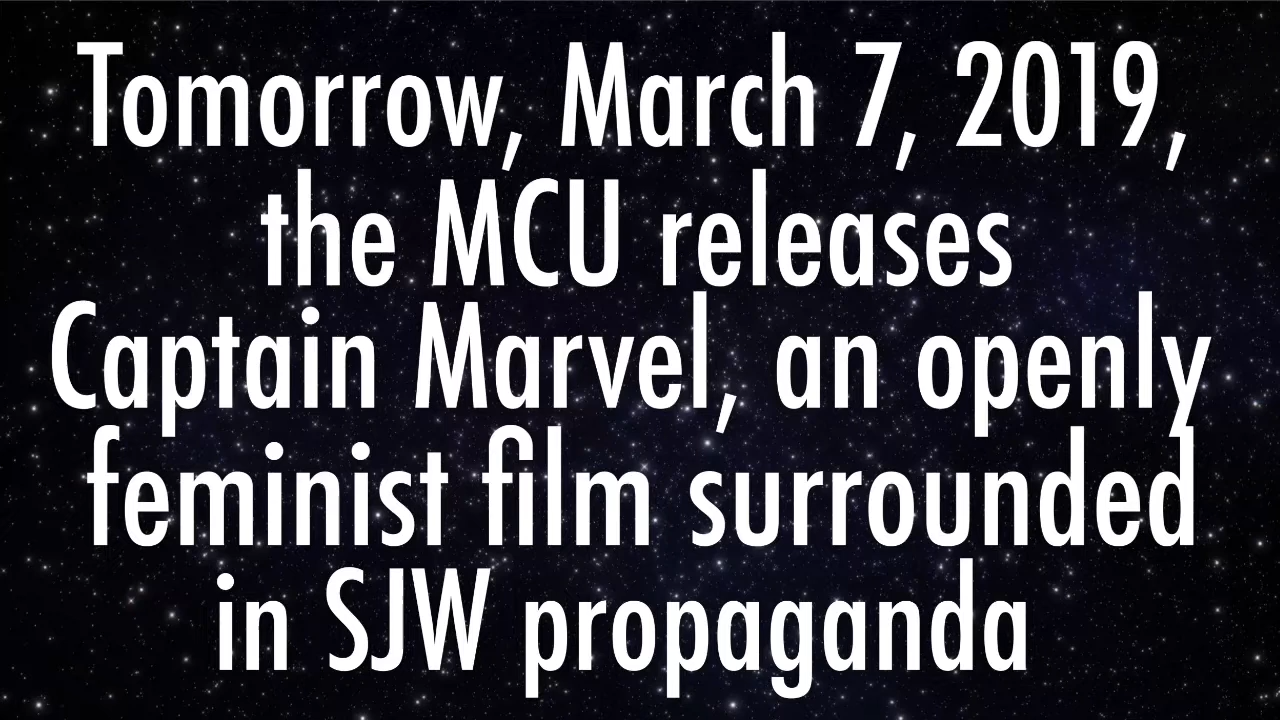 Tomorrow, March 7, 2019,
the MCU releases
Captain Marvel, an openly
feminist film surrounded
in SJW propaganda